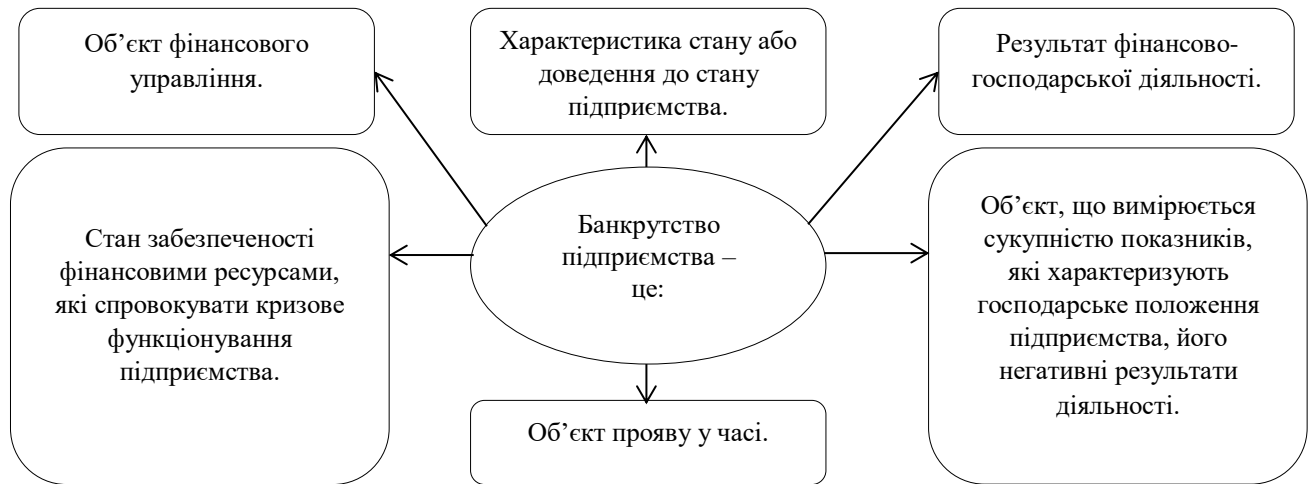 Об’єкт фінансового
управління.
Характеристика стану або
доведення до стану
підприємства.
Результат фінансово-
господарської діяльності.
Стан забезпеченості
фінансовими ресурсами,
які спровокувати кризове
функціонування
підприємства.
Банкрутство
підприємства –
це:
Об’єкт, що вимірюється
сукупністю показників,
які характеризують
господарське положення
підприємства, його
негативні результати
діяльності.
Об’єкт прояву у часі.